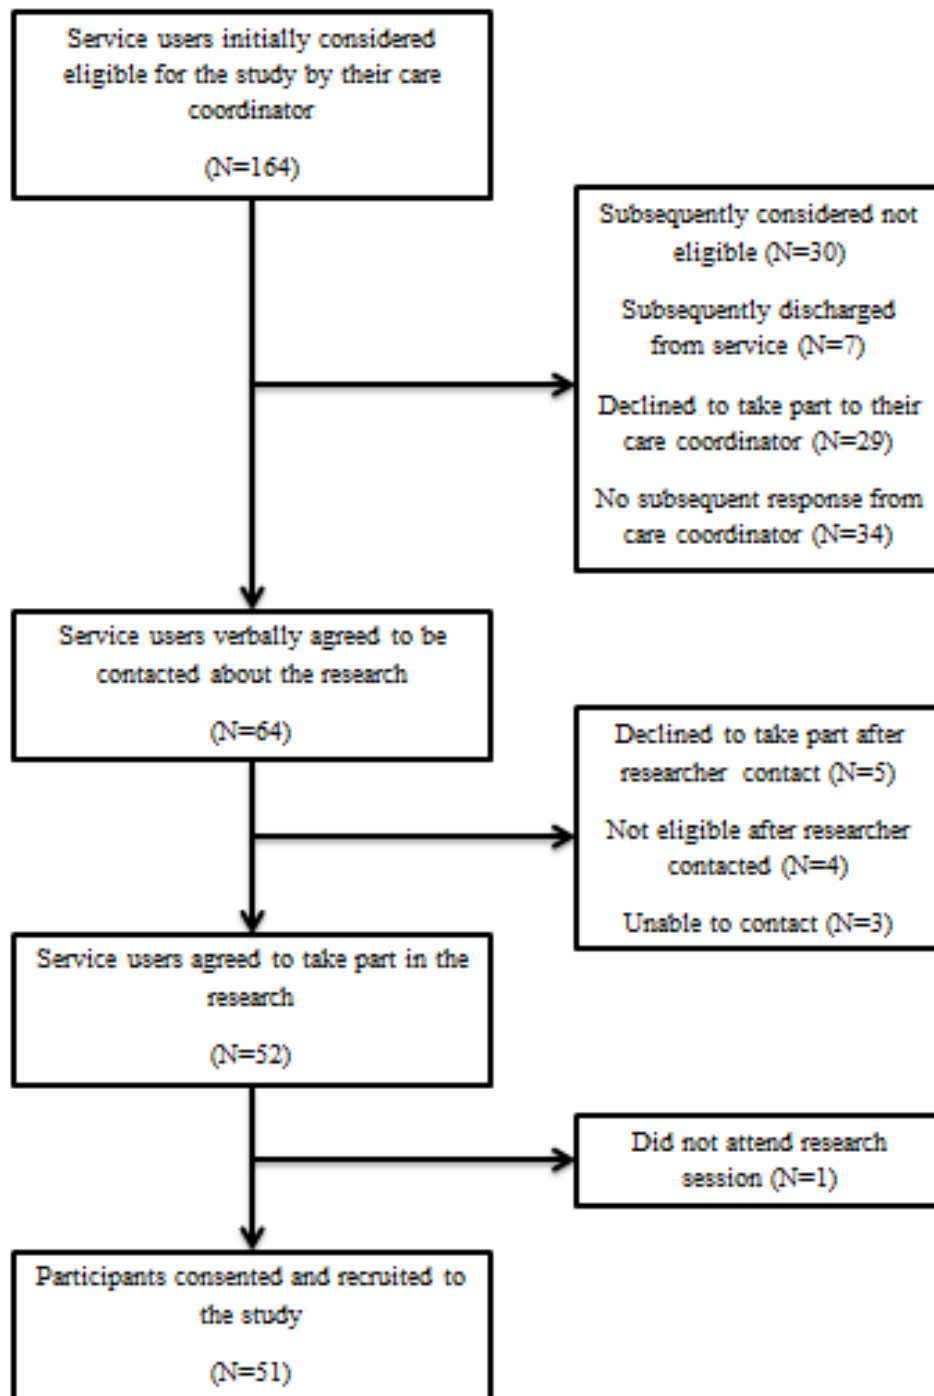 Service users initially considered
eligible for the study by their care
coordinator
(N=164)
Subsequently considered not
eligible (N=30)
Subsequently discharged
from service (N=7)
Declined to take part to their
care coordinator (N=29)
No subsequent response from
care coordinator (N=34)
Service users verbally agreed to be
contacted about the research
(N=64)
Declined to take part after
researcher contact (N=5)
Not eligible after researcher
contacted (N=4)
Unable to contact (N=3)
Service users agreed to take part in the
research
(N=52)
Did not attend research
session (N=1)
Participants consented and recruited to
the study
(N=51)